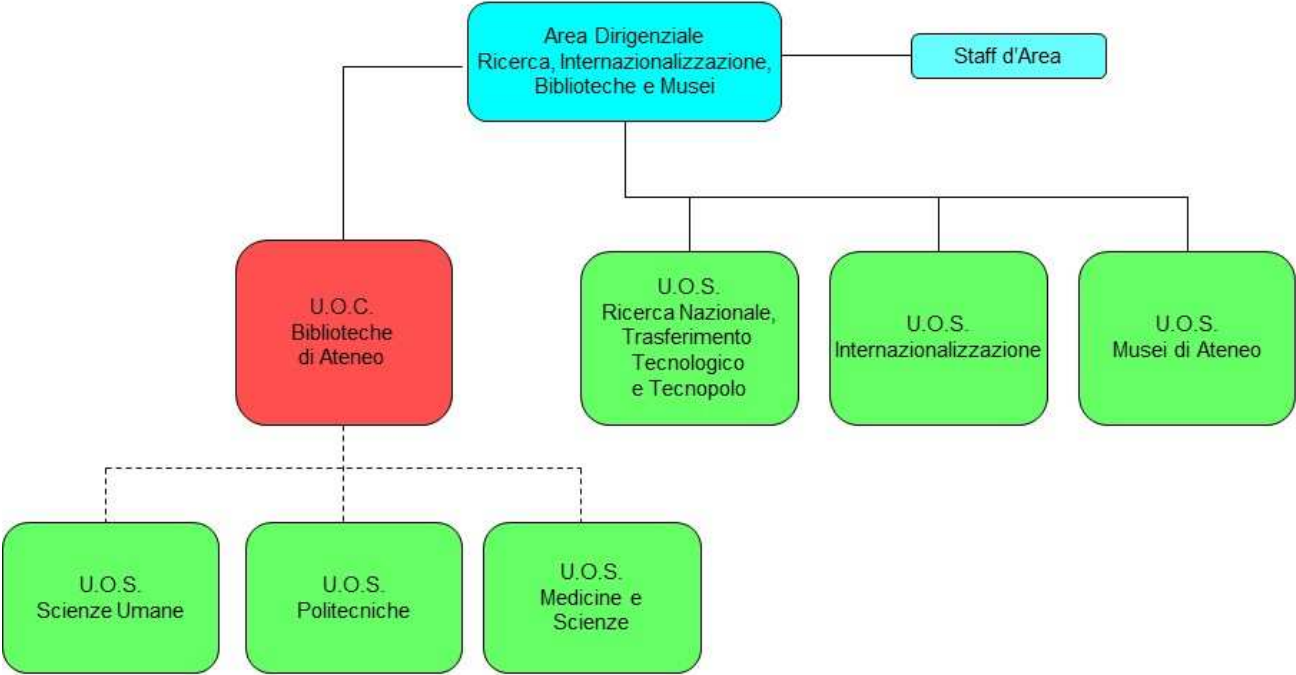 Area Dirigenziale
Ricerca, Internazionalizzazione,
Biblioteche e Musei
Staff d'Area
U.O.C.
Biblioteche
di Ateneo
U.O.S.
Ricerca Nazionale,
Trasferimento
Tecnologico
e Tecnopolo
U.O.S.
Internazionalizzazione
U.O.S.
Musei di Ateneo
U.O.S.
Scienze Umane
U.O.S.
Politecniche
U.O.S.
Medicine e
Scienze